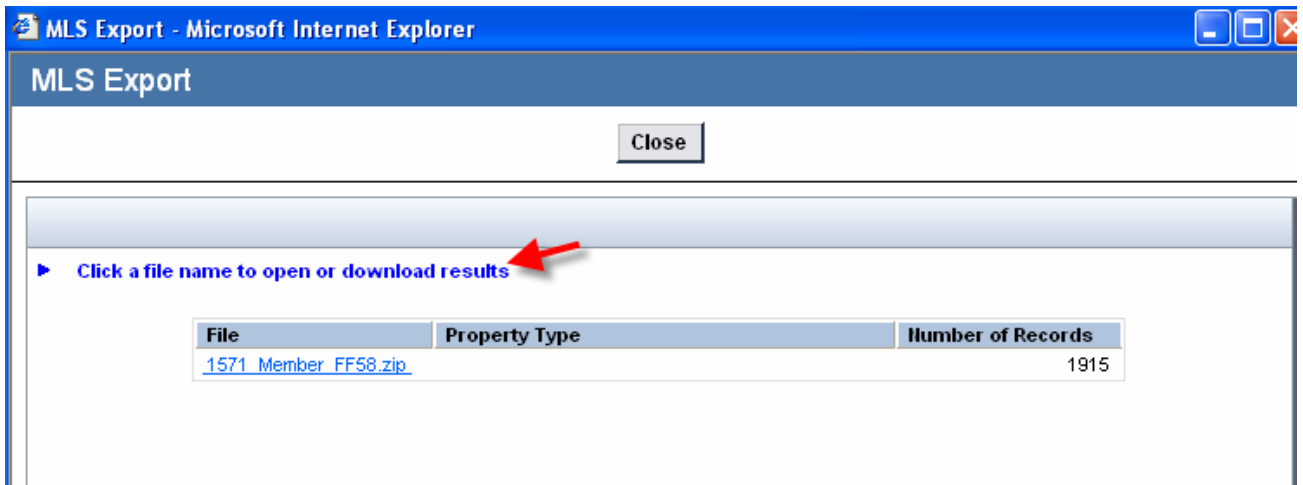 MLS Export - Microsoft Internet Explorer
MLS Export
Close
Click a file name to open or download results
File Property Type Number of Records
1571_Member_FF58.zip 1915